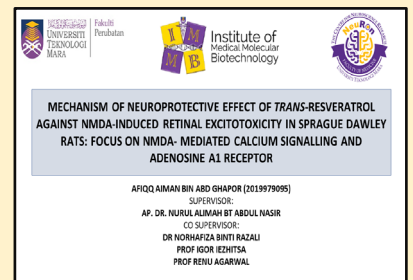 UNIVERSITI
TEKNOLOGI
MARA
Fakulti
Perubatan
I M
M B
Institute of
Medical Molecular
Biotechnology
NeuRon
MECHANISM OF NEUROPROTECTIVE EFFECT OF TRANS-RESVERATROL
AGAINST NMDA-INDUCED RETINAL EXCITOTOXICITY IN SPRAGUE DAWLEY
RATS: FOCUS ON NMDA- MEDIATED CALCIUM SIGNALLING AND
ADENOSINE A1 RECEPTOR
AFIQQ AIMAN BIN ABD GHAPOR (2019979095)
SUPERVISOR:
AP. DR. NURUL ALIMAH BT ABDUL NASIR
CO SUPERVISOR:
DR NORHAFIZA BINTI RAZALI
PROF IGOR IEZHITSA
PROF RENU AGARWAL